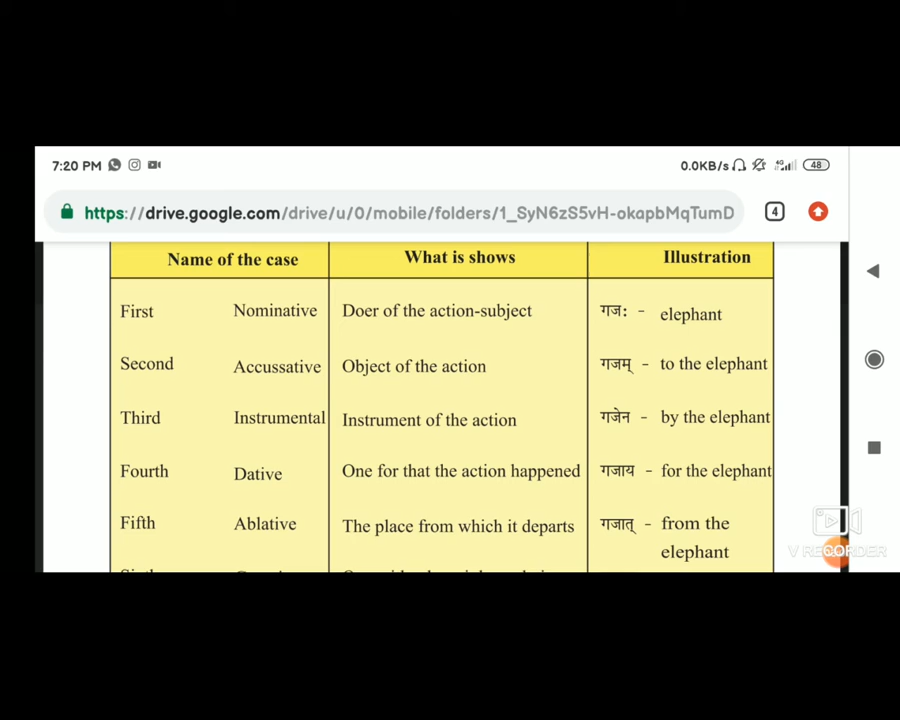 7:20 PM 0.0KB/s 4G 48
https://drive.google.com/drive/u/0/mobile/folders/1_SyN6zS5vH-okapbMqTumD 4
Name of the case What is shows Illustration
First Nominative Doer of the action-subject गजः - elephant
Second Accussative Object of the action गजम् - to the elephant
Third Instrumental Instrument of the action गजेन - by the elephant
Fourth Dative One for that the action happened गजाय - for the elephant
Fifth Ablative The place from which it departs गजात् - from the
elephant
V RECORDER